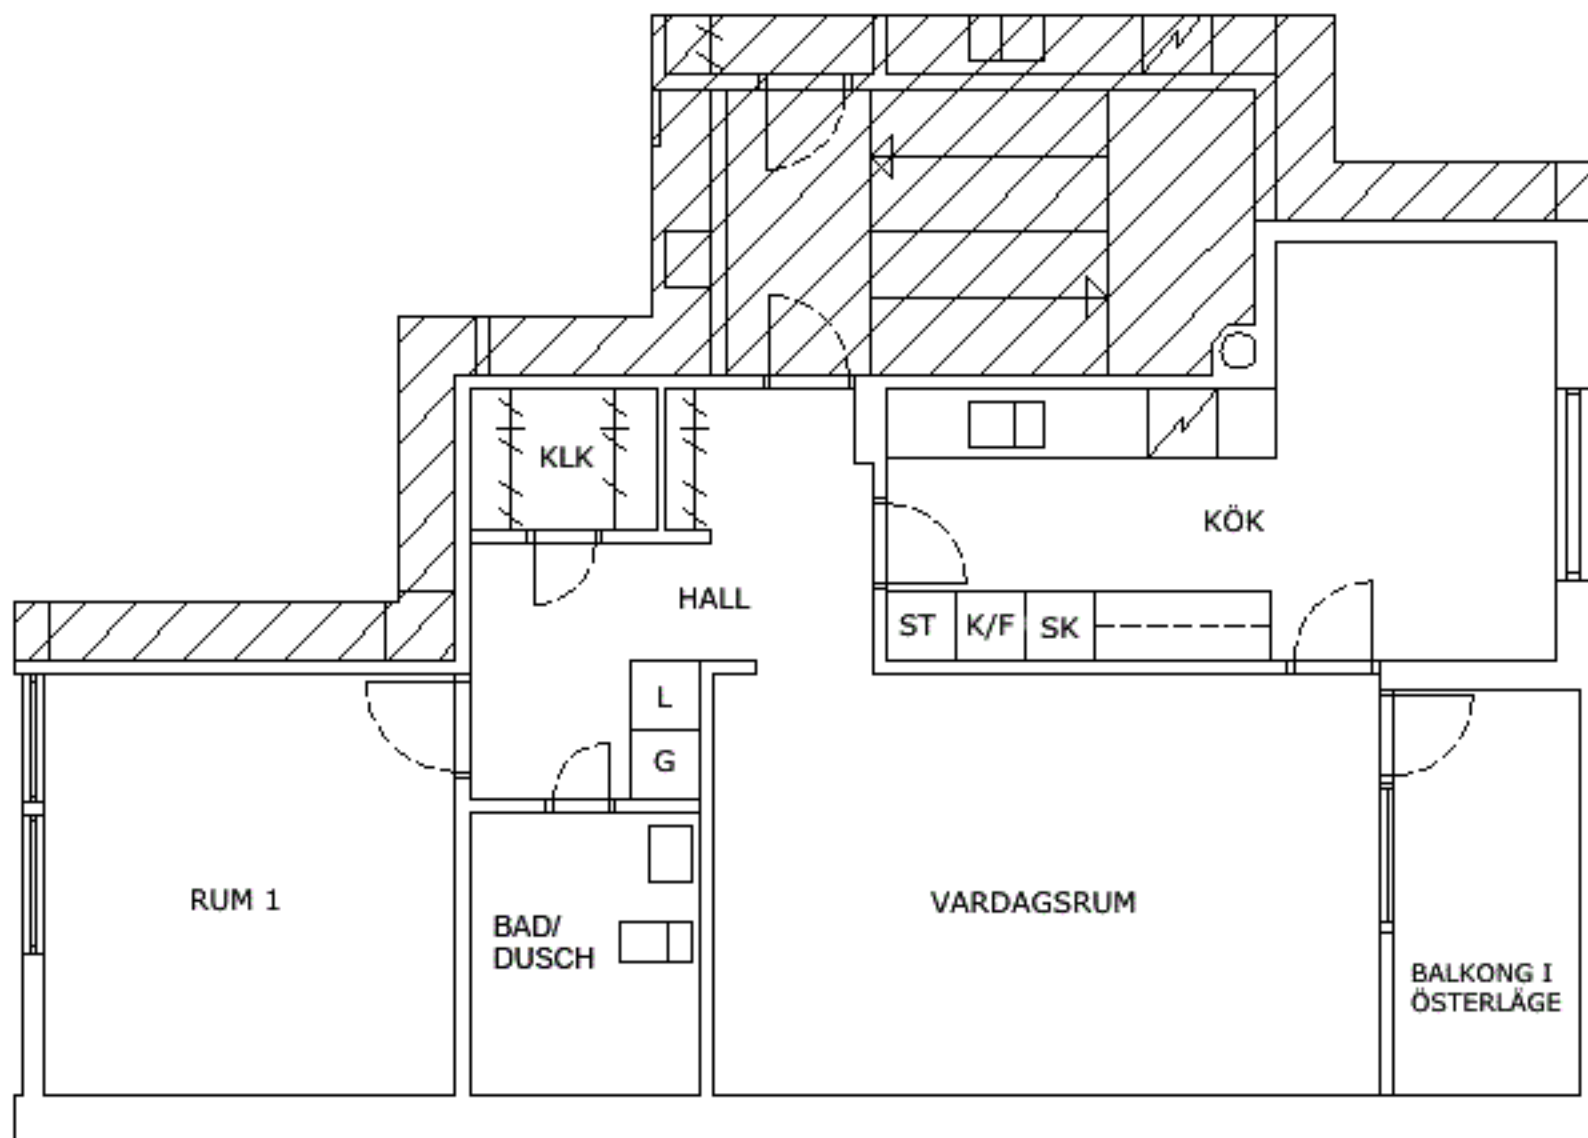 KLK
KÖK
HALL
ST
K/F
SK
L
G
RUM 1
VARDAGSRUM
BAD/
DUSCH
BALKONG I
ÖSTERLÄGE